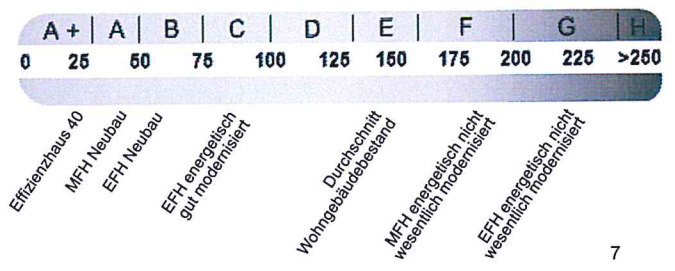 A+ A B C D E F G H
0 25 50 75 100 125 150 175 200 225 >250
Effizienzhaus 40
MFH Neubau
EFH Neubau
EFH energetisch
gut modernisiert
Durchschnitt
Wohngebäudebestand
MFH energetisch nicht
wesentlich modernisiert
EFH energetisch nicht
wesentlich modernisiert
7